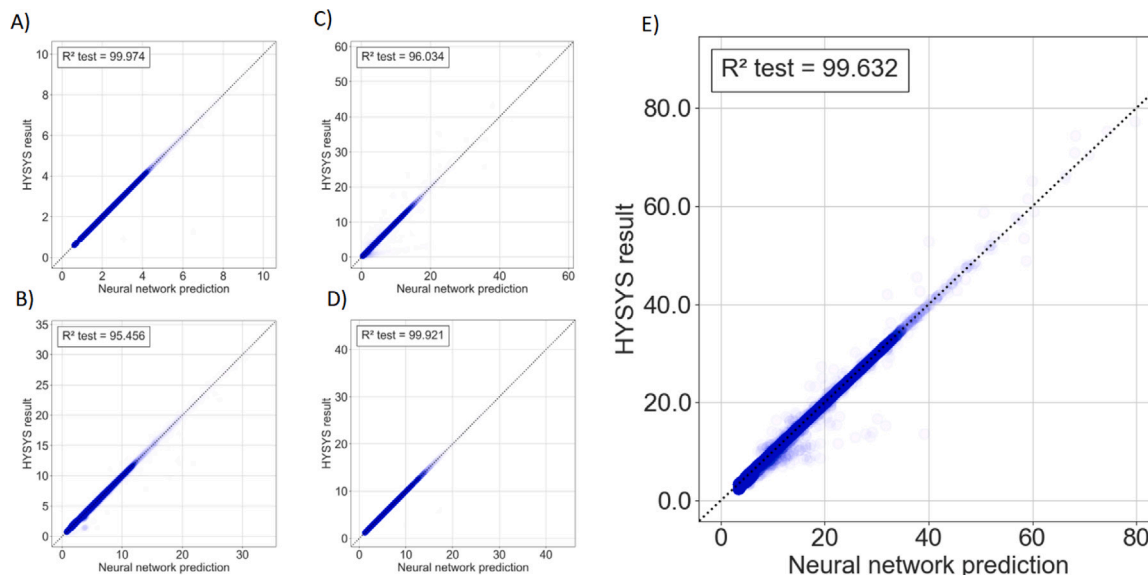 A)
R² test = 99.974
10
8
6
4
2
0
HYSYS result
0 2 4 6 8 10
Neural network prediction
B)
R² test = 95.456
35
30
25
20
15
10
5
0
HYSYS result
0 10 20 30
Neural network prediction
C)
R² test = 96.034
60
50
40
30
20
10
0
HYSYS result
0 20 40 60
Neural network prediction
D)
R² test = 99.921
40
30
20
10
0
HYSYS result
0 10 20 30 40
Neural network prediction
E)
R² test = 99.632
80.0
60.0
40.0
20.0
0.0
HYSYS result
0 20 40 60 80
Neural network prediction